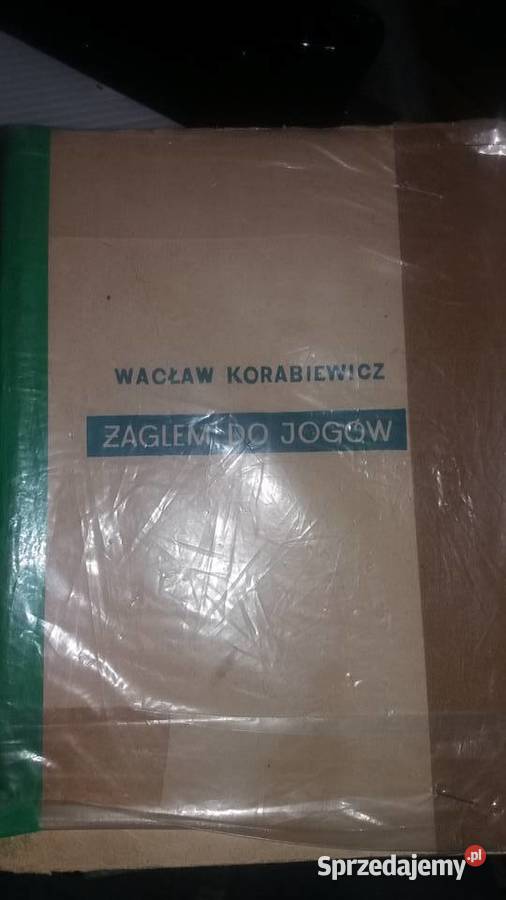 WACŁAW KORABIEWICZ
ŻAGLEM DO JOGÓW
Sprzedajemy.pl